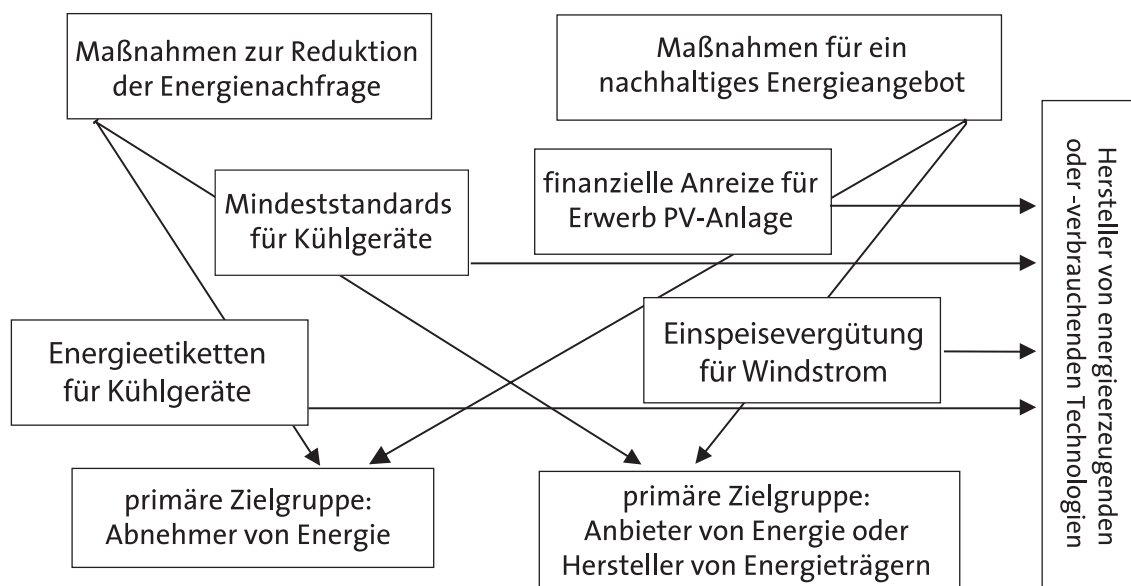 Maßnahmen zur Reduktion
der Energienachfrage
Maßnahmen für ein
nachhaltiges Energieangebot
finanzielle Anreize für
Erwerb PV-Anlage
Mindeststandards
für Kühlgeräte
Einspeisevergütung
für Windstrom
Energieetiketten
für Kühlgeräte
primäre Zielgruppe:
Abnehmer von Energie
primäre Zielgruppe:
Anbieter von Energie oder
Hersteller von Energieträgern
Hersteller von energieerzeugenden
oder -verbrauchenden Technologien